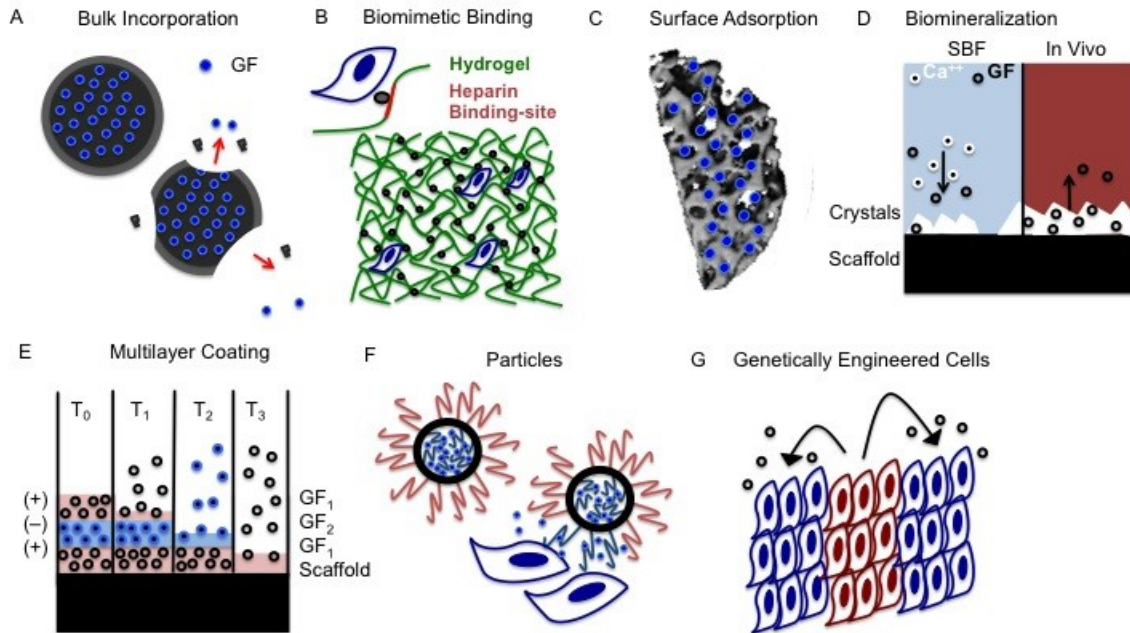 A Bulk Incorporation
GF
B Biomimetic Binding
Hydrogel
Heparin
Binding-site
C Surface Adsorption
D Biomineralization
SBF In Vivo
Ca⁺⁺ GF
Crystals
Scaffold
E Multilayer Coating
T₀ T₁ T₂ T₃
(+) GF₁
(–) GF₂
(+) GF₁
Scaffold
F Particles
G Genetically Engineered Cells